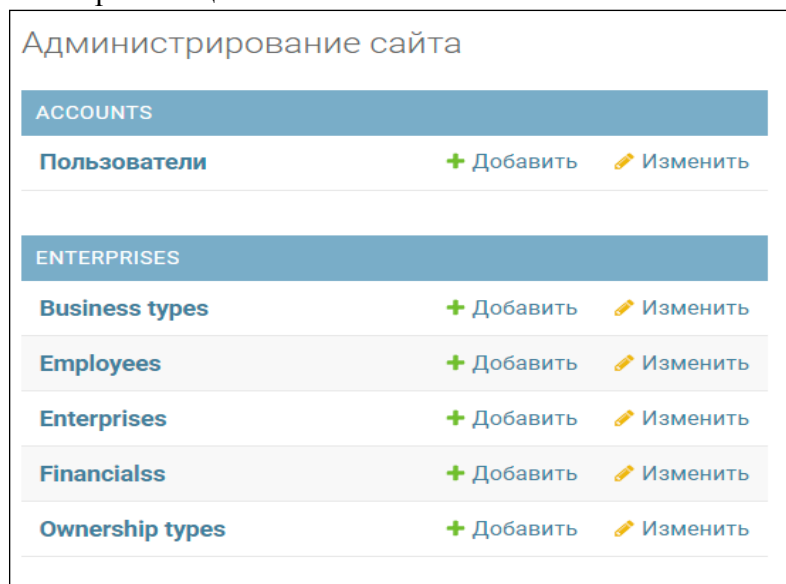 Администрирование сайта
ACCOUNTS
Пользователи + Добавить Изменить
ENTERPRISES
Business types + Добавить Изменить
Employees + Добавить Изменить
Enterprises + Добавить Изменить
Financialss + Добавить Изменить
Ownership types + Добавить Изменить